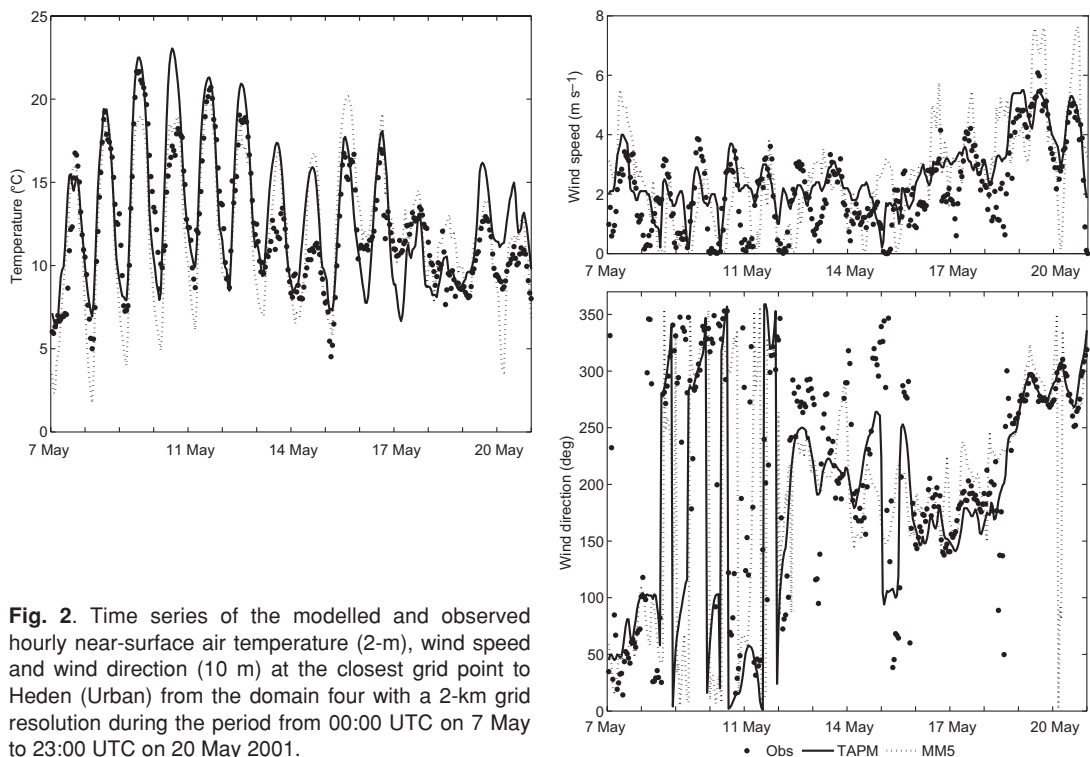 25
20
15
10
5
0
Temperature (°C)
7 May
11 May
14 May
17 May
20 May
8
6
4
2
0
Wind speed (m s–1)
7 May
11 May
14 May
17 May
20 May
350
300
250
200
150
100
50
0
Wind direction (deg)
7 May
11 May
14 May
17 May
20 May
Obs TAPM MM5
Fig. 2. Time series of the modelled and observed
hourly near-surface air temperature (2-m), wind speed
and wind direction (10 m) at the closest grid point to
Heden (Urban) from the domain four with a 2-km grid
resolution during the period from 00:00 UTC on 7 May
to 23:00 UTC on 20 May 2001.